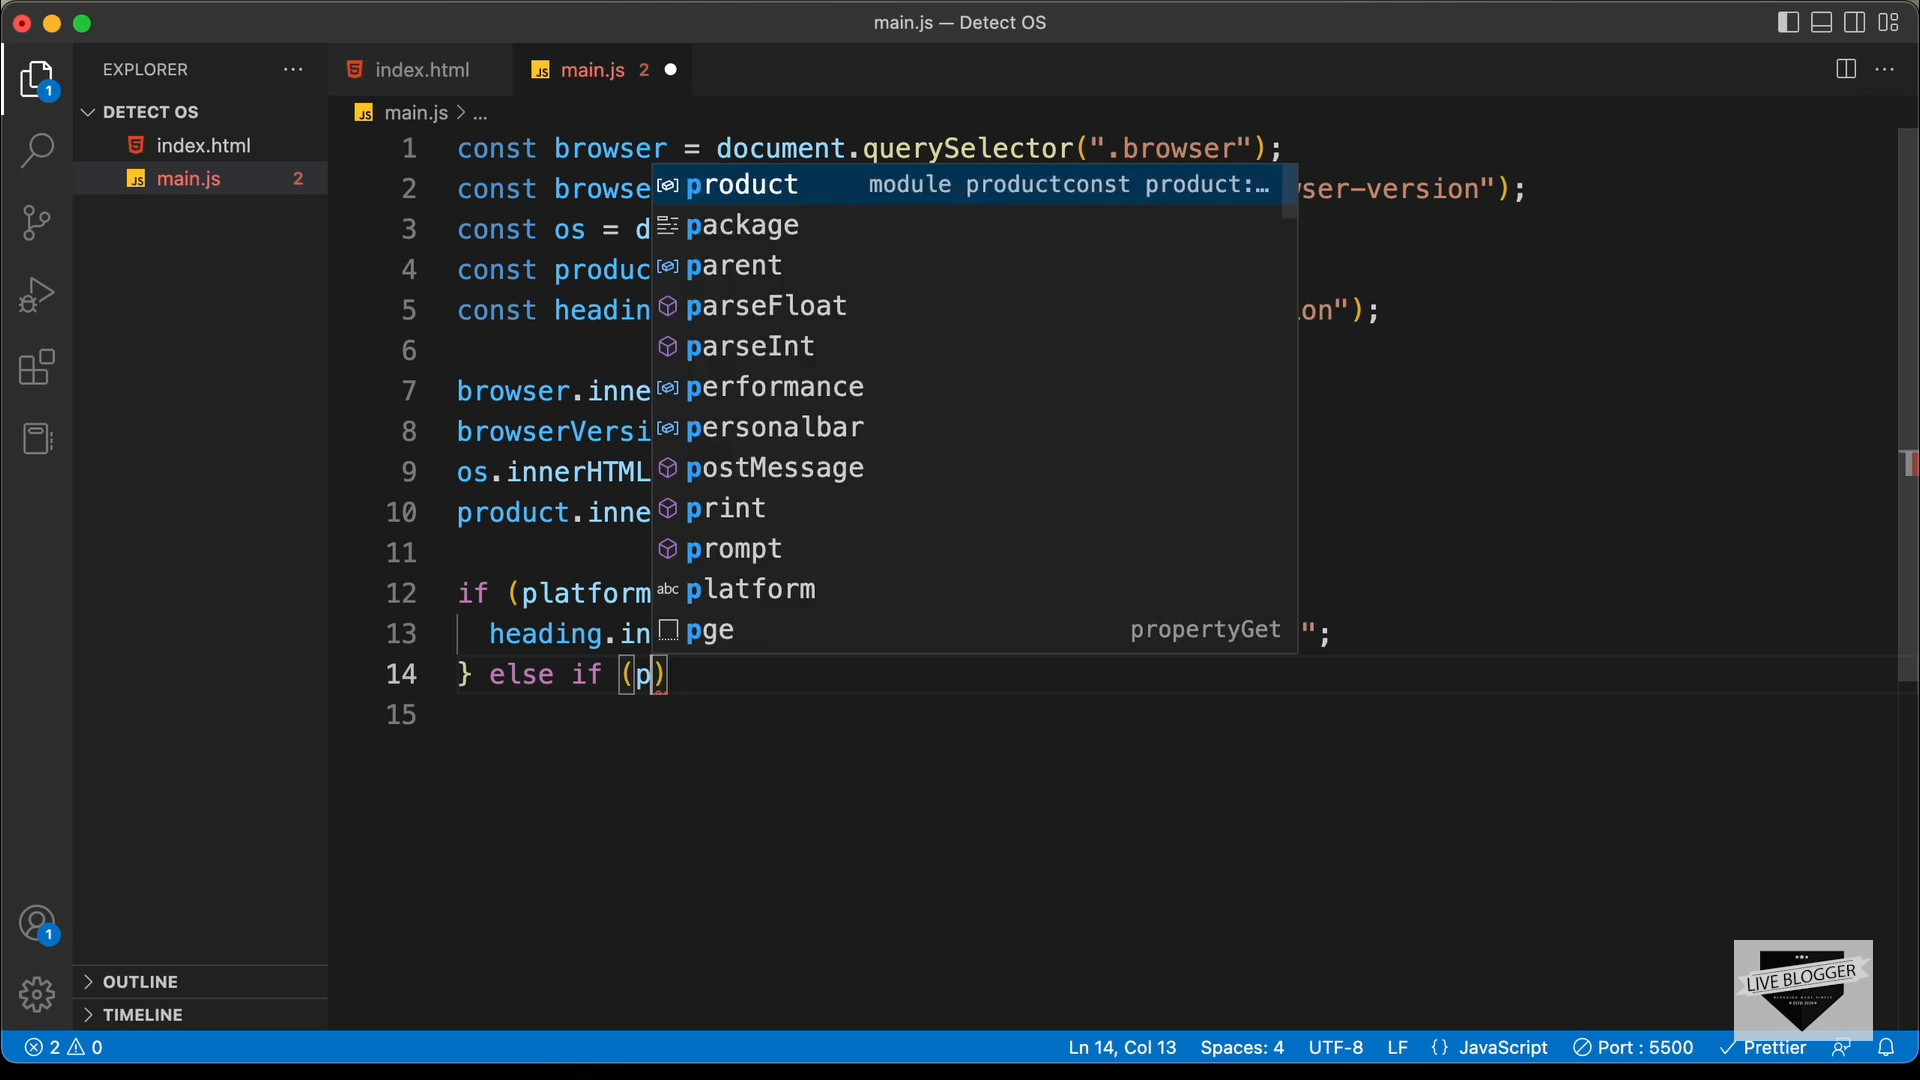 main.js — Detect OS
EXPLORER
index.html
main.js 2
1
DETECT OS
main.js > ...
index.html
main.js 2
1 const browser = document.querySelector(".browser");
2 const browse ser-version");
3 const os = d
4 const produc
5 const headin on");
6
7 browser.inne
8 browserVersi
9 os.innerHTML
10 product.inne
11
12 if (platform
13 heading.in ";
14 } else if (p)
15
product module productconst product:…
package
parent
parseFloat
parseInt
performance
personalbar
postMessage
print
prompt
abc platform
pge propertyGet
1
OUTLINE
TIMELINE
LIVE BLOGGER
2 0
Ln 14, Col 13 Spaces: 4 UTF-8 LF {} JavaScript Port : 5500 Prettier